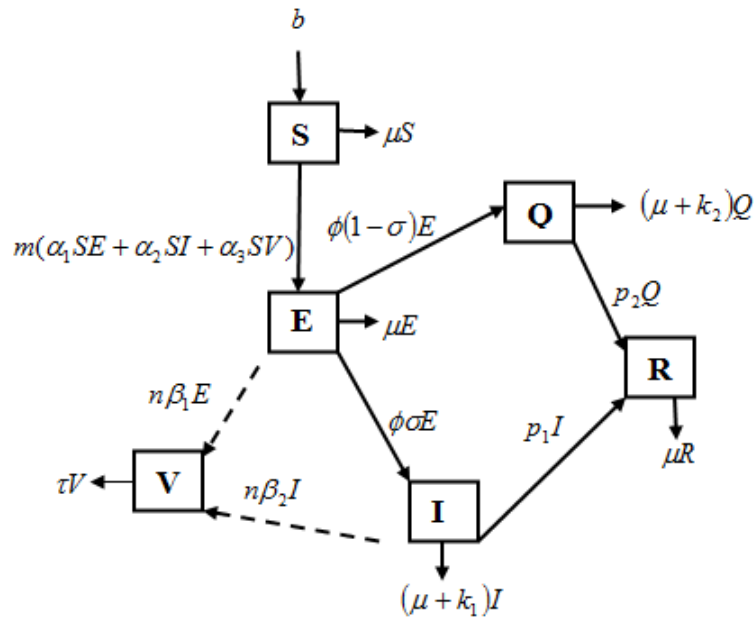 b
S
μS
Q
(μ + k₂)Q
ϕ(1 − σ)E
m(α₁SE + α₂SI + α₃SV)
p₂Q
E
μE
R
nβ₁E
ϕσE
p₁I
μR
τV
V
nβ₂I
I
(μ + k₁)I